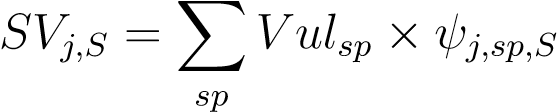 $SV_{j,S} = \sum_{sp} Vul_{sp} \times \psi_{j,sp,S}$